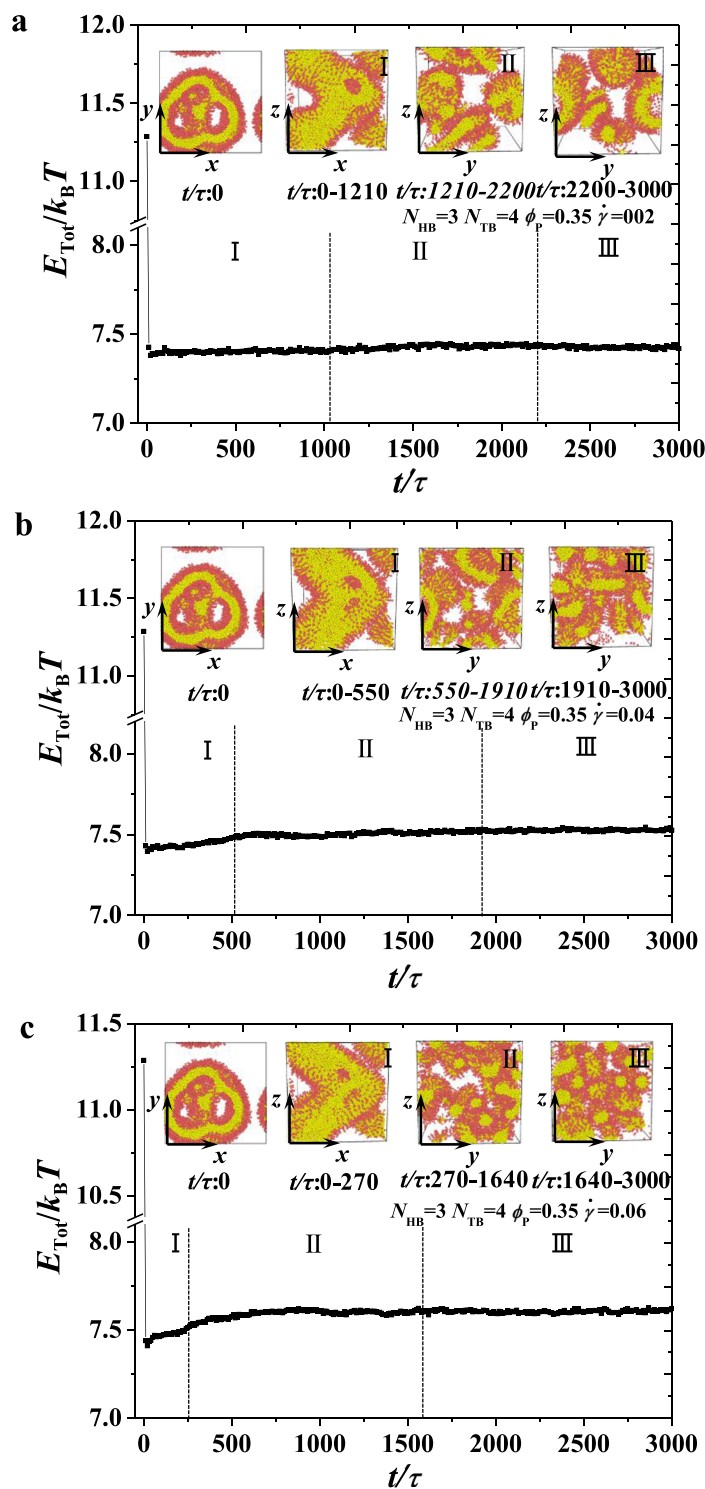 a
12.0
11.5
11.0
8.0
7.5
7.0
E_Tot/k_BT
y
x
z
x
I
z
y
II
z
y
III
t/τ:0
t/τ:0-1210
t/τ:1210-2200
t/τ:2200-3000
N_HB=3 N_TB=4 ϕ_P=0.35 γ̇=002
I
II
III
0
500
1000
1500
2000
2500
3000
t/τ
b
12.0
11.5
11.0
8.0
7.5
7.0
E_Tot/k_BT
y
x
z
x
I
z
y
II
z
y
III
t/τ:0
t/τ:0-550
t/τ:550-1910
t/τ:1910-3000
N_HB=3 N_TB=4 ϕ_P=0.35 γ̇=0.04
I
II
III
0
500
1000
1500
2000
2500
3000
t/τ
c
11.5
11.0
10.5
8.0
7.5
7.0
E_Tot/k_BT
y
x
z
x
I
z
y
II
z
y
III
t/τ:0
t/τ:0-270
t/τ:270-1640
t/τ:1640-3000
N_HB=3 N_TB=4 ϕ_P=0.35 γ̇=0.06
I
II
III
0
500
1000
1500
2000
2500
3000
t/τ